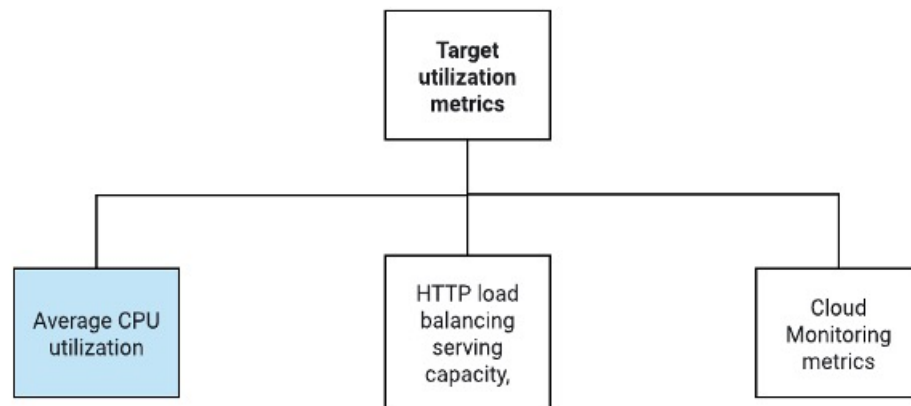 Target
utilization
metrics
Average CPU
utilization
HTTP load
balancing
serving
capacity,
Cloud
Monitoring
metrics